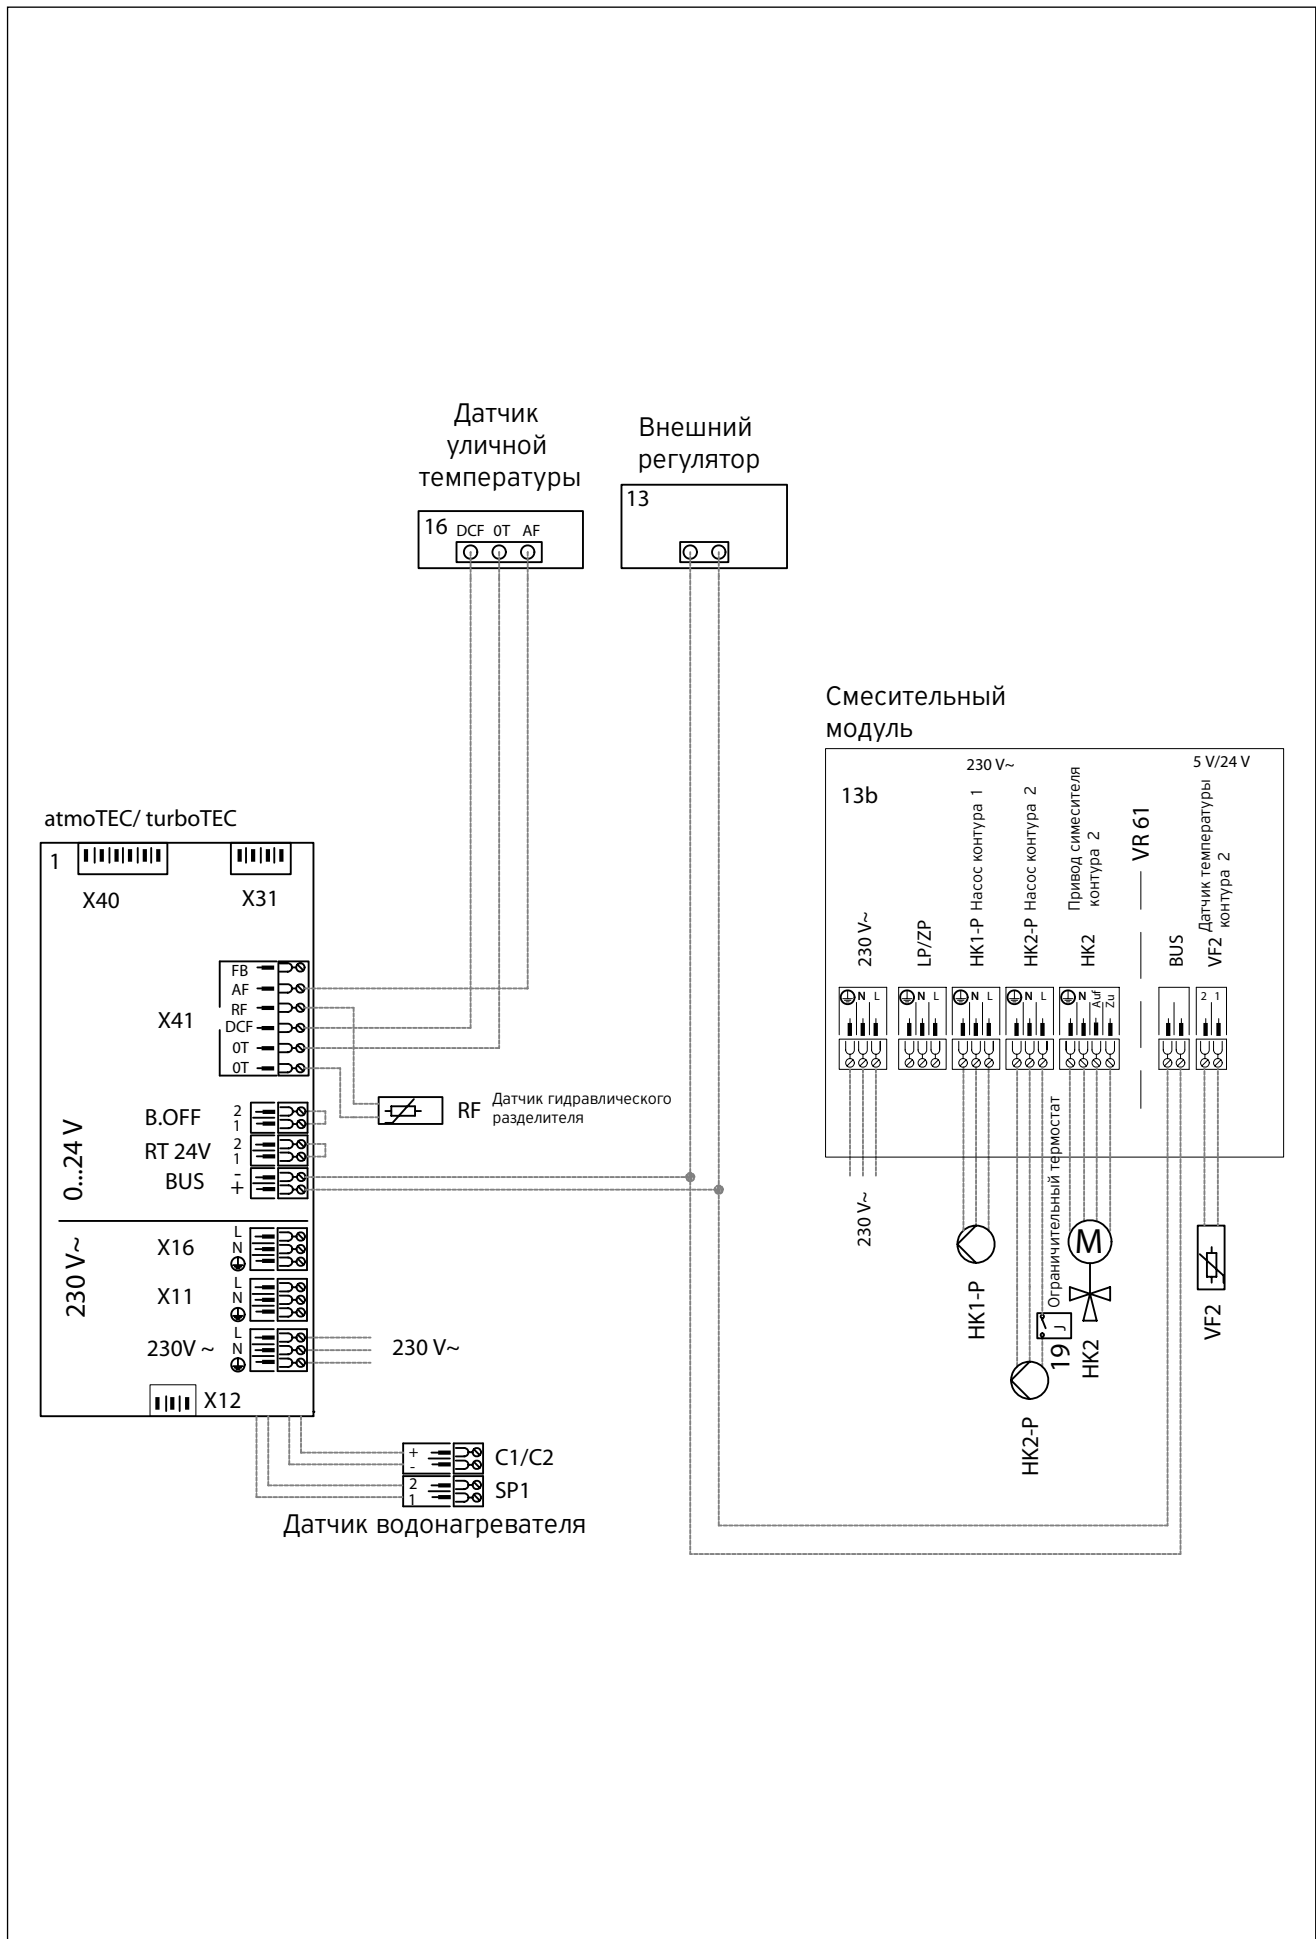 Датчик
уличной
температуры
Внешний
регулятор
16 DCF 0T AF
13
Смесительный
модуль
13b
230 V~
5 V/24 V
230 V~
LP/ZP
HK1-P Насос контура 1
HK2-P Насос контура 2
HK2
Привод симесителя
контура 2
VR 61
BUS
VF2
Датчик температуры
контура 2
N L
N L
N L
N L
N Auf Zu
2 1
atmoTEC/ turboTEC
1
X40
X31
X41
FB
AF
RF
DCF
0T
0T
RF
Датчик гидравлического
разделителя
0...24 V
B.OFF
2
1
RT 24V
2
1
BUS
-
+
230 V~
X16
L
N
X11
L
N
230V ~
L
N
230 V~
X12
230 V~
HK1-P
HK2-P
19
Ограничительный термостат
M
HK2
VF2
+
-
C1/C2
2
1
SP1
Датчик водонагревателя